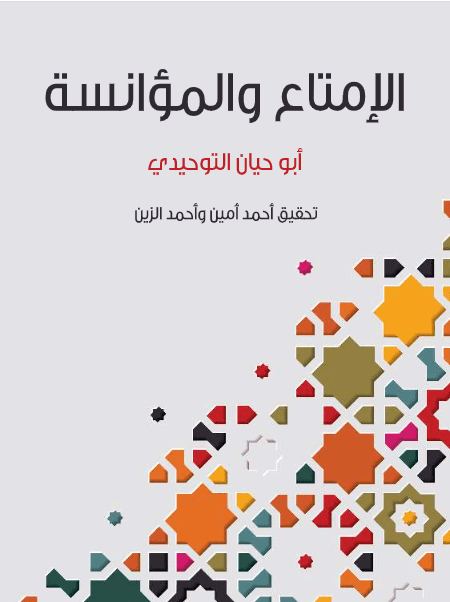 الإمتاع والمؤانسة
أبو حيان التوحيدي
تحقيق أحمد أمين وأحمد الزين